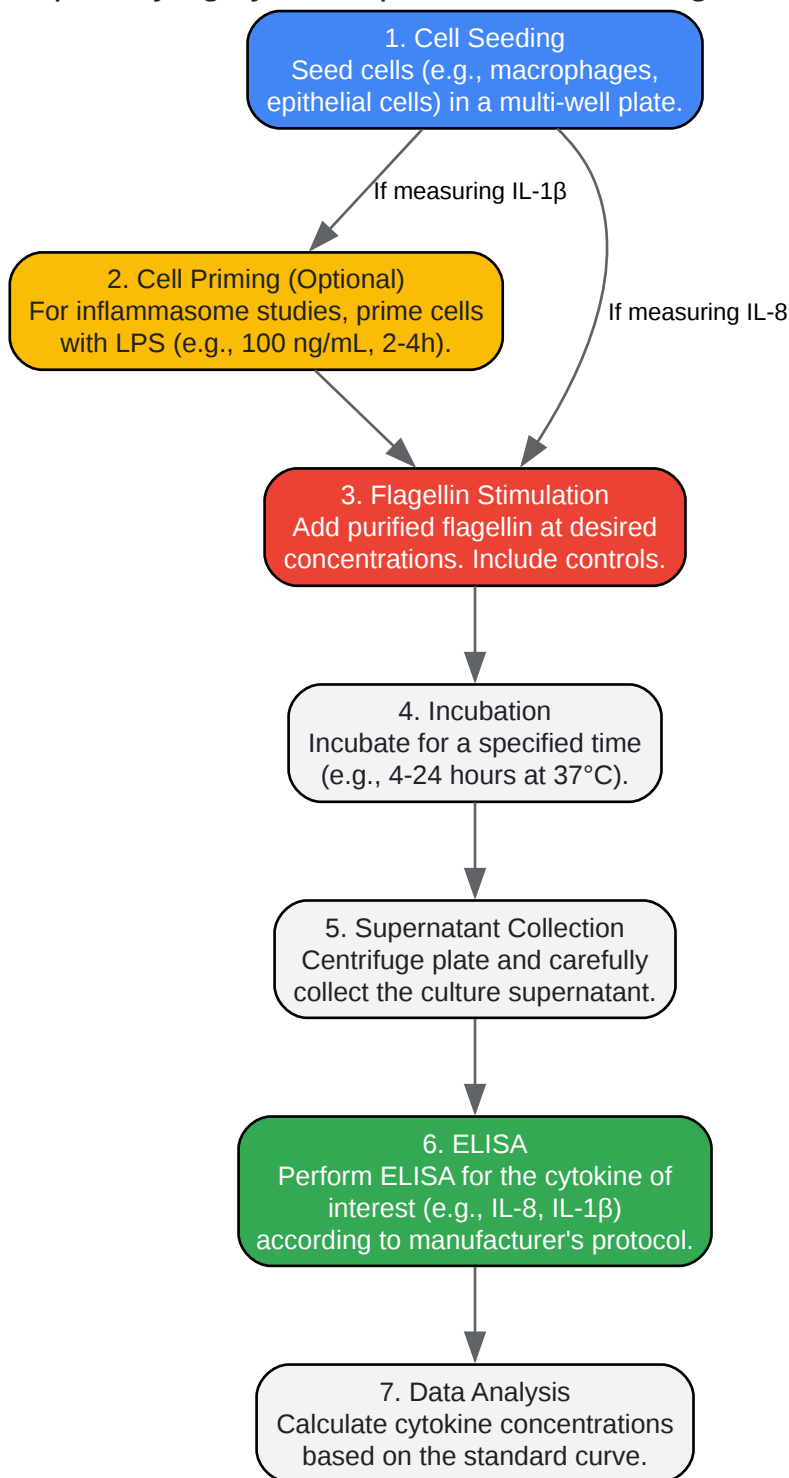 1. Cell Seeding
Seed cells (e.g., macrophages,
epithelial cells) in a multi-well plate.
If measuring IL-1β
2. Cell Priming (Optional)
For inflammasome studies, prime cells
with LPS (e.g., 100 ng/mL, 2-4h).
If measuring IL-8
3. Flagellin Stimulation
Add purified flagellin at desired
concentrations. Include controls.
4. Incubation
Incubate for a specified time
(e.g., 4-24 hours at 37°C).
5. Supernatant Collection
Centrifuge plate and carefully
collect the culture supernatant.
6. ELISA
Perform ELISA for the cytokine of
interest (e.g., IL-8, IL-1β)
according to manufacturer's protocol.
7. Data Analysis
Calculate cytokine concentrations
based on the standard curve.